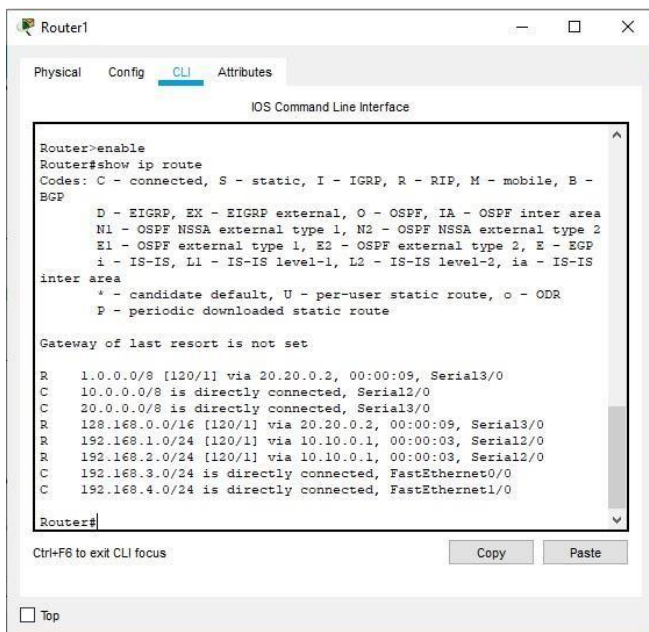 Router1
Physical Config CLI Attributes
IOS Command Line Interface
Router>enable
Router#show ip route
Codes: C - connected, S - static, I - IGRP, R - RIP, M - mobile, B -
BGP
       D - EIGRP, EX - EIGRP external, O - OSPF, IA - OSPF inter area
       N1 - OSPF NSSA external type 1, N2 - OSPF NSSA external type 2
       E1 - OSPF external type 1, E2 - OSPF external type 2, E - EGP
       i - IS-IS, L1 - IS-IS level-1, L2 - IS-IS level-2, ia - IS-IS
inter area
       * - candidate default, U - per-user static route, o - ODR
       P - periodic downloaded static route
Gateway of last resort is not set
R    1.0.0.0/8 [120/1] via 20.20.0.2, 00:00:09, Serial3/0
C    10.0.0.0/8 is directly connected, Serial2/0
C    20.0.0.0/8 is directly connected, Serial3/0
R    128.168.0.0/16 [120/1] via 20.20.0.2, 00:00:09, Serial3/0
R    192.168.1.0/24 [120/1] via 10.10.0.1, 00:00:03, Serial2/0
R    192.168.2.0/24 [120/1] via 10.10.0.1, 00:00:03, Serial2/0
C    192.168.3.0/24 is directly connected, FastEthernet0/0
C    192.168.4.0/24 is directly connected, FastEthernet1/0
Router#
Ctrl+F6 to exit CLI focus Copy Paste
Top